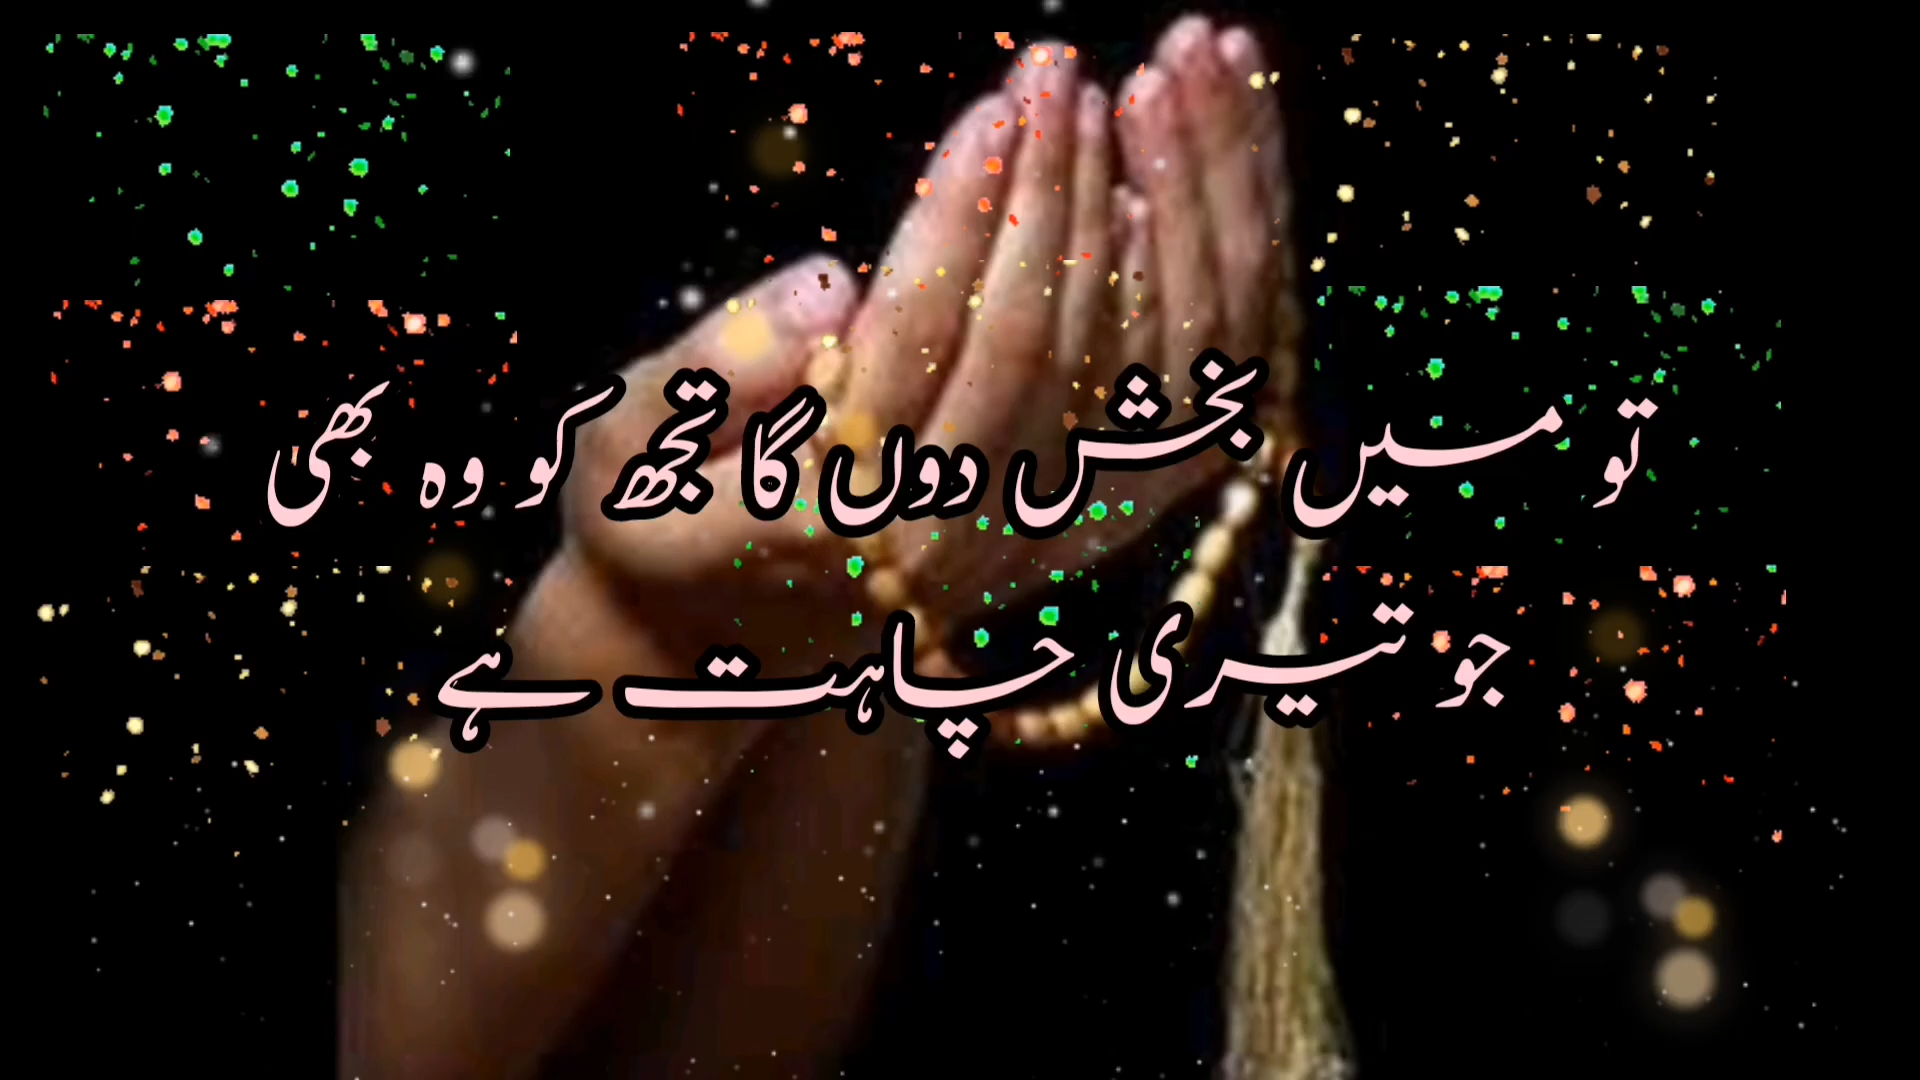 تو میں بخش دوں گا تجھ کو وہ بھی
جو تیری چاہت ہے